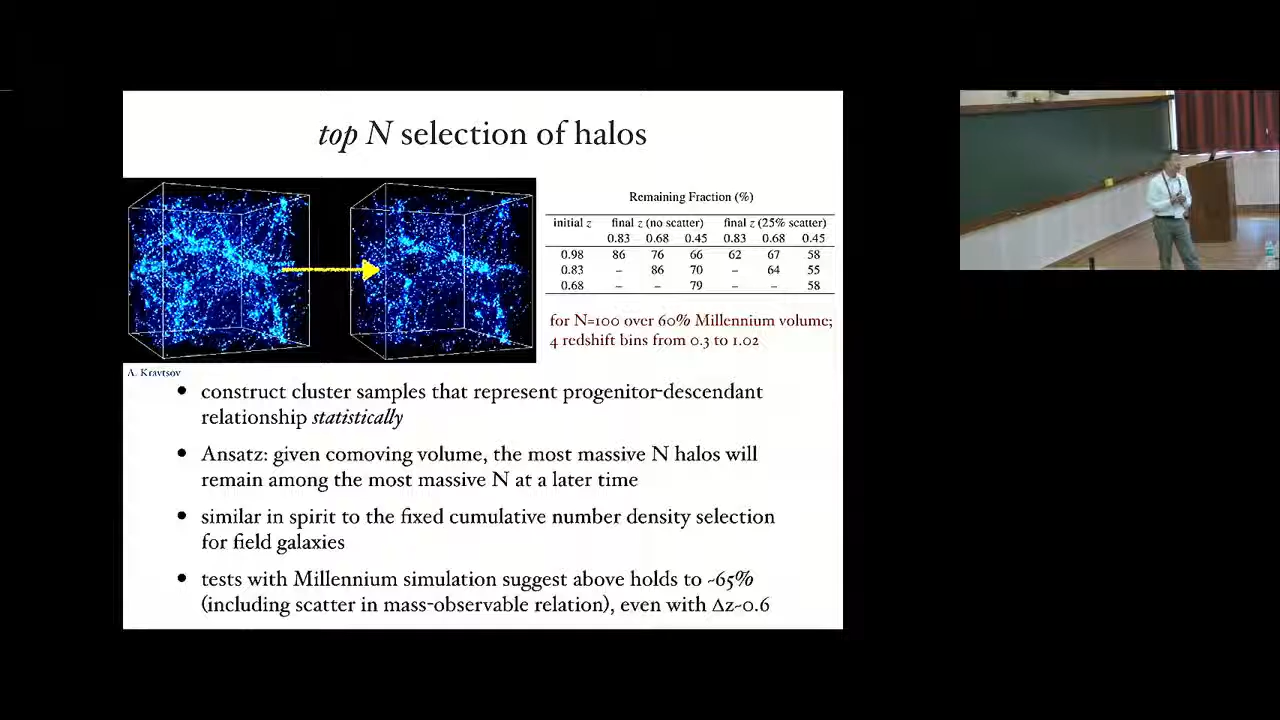 top N selection of halos
Remaining Fraction (%)
initial z final z (no scatter) final z (25% scatter)
0.83 0.68 0.45 0.83 0.68 0.45
0.98 86 76 66 62 67 58
0.83 – 86 70 – 64 55
0.68 – – 79 – – 58
for N=100 over 60% Millennium volume;
4 redshift bins from 0.3 to 1.02
A. Kravtsov
• construct cluster samples that represent progenitor-descendant
relationship statistically
• Ansatz: given comoving volume, the most massive N halos will
remain among the most massive N at a later time
• similar in spirit to the fixed cumulative number density selection
for field galaxies
• tests with Millennium simulation suggest above holds to ~65%
(including scatter in mass-observable relation), even with Δz~0.6